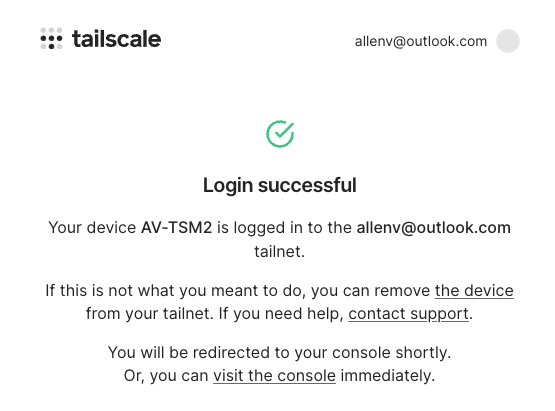 tailscale
allenv@outlook.com
Login successful
Your device AV-TSM2 is logged in to the allenv@outlook.com
tailnet.
If this is not what you meant to do, you can remove the device
from your tailnet. If you need help, contact support.
You will be redirected to your console shortly.
Or, you can visit the console immediately.